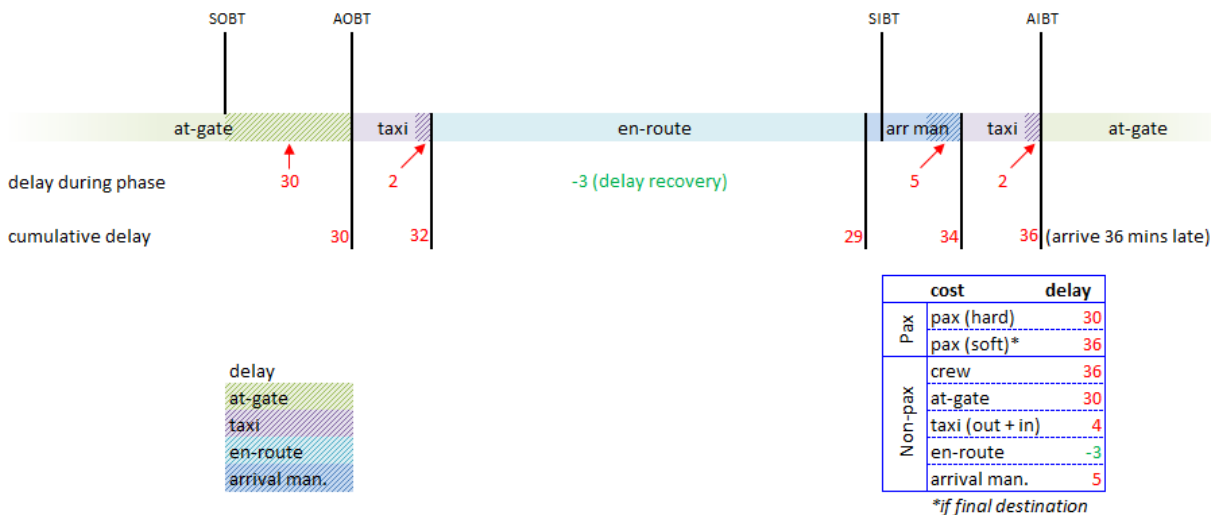 SOBT AOBT SIBT AIBT
at-gate taxi en-route arr man taxi at-gate
delay during phase 30 2 -3 (delay recovery) 5 2
cumulative delay 30 32 29 34 36 (arrive 36 mins late)
delay
at-gate
taxi
en-route
arrival man.
cost delay
Pax
pax (hard) 30
pax (soft)* 36
Non-pax
crew 36
at-gate 30
taxi (out + in) 4
en-route -3
arrival man. 5
*if final destination